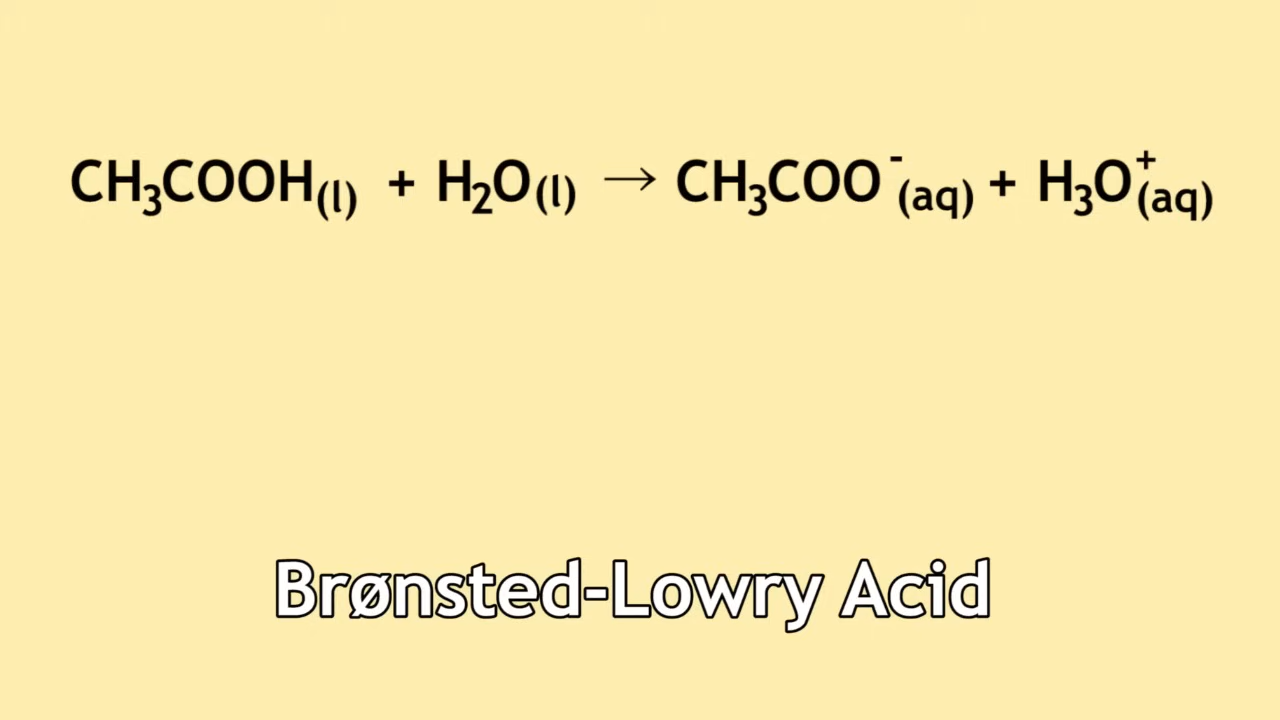 CH₃COOH(l) + H₂O(l) → CH₃COO⁻(aq) + H₃O⁺(aq)
Brønsted-Lowry Acid